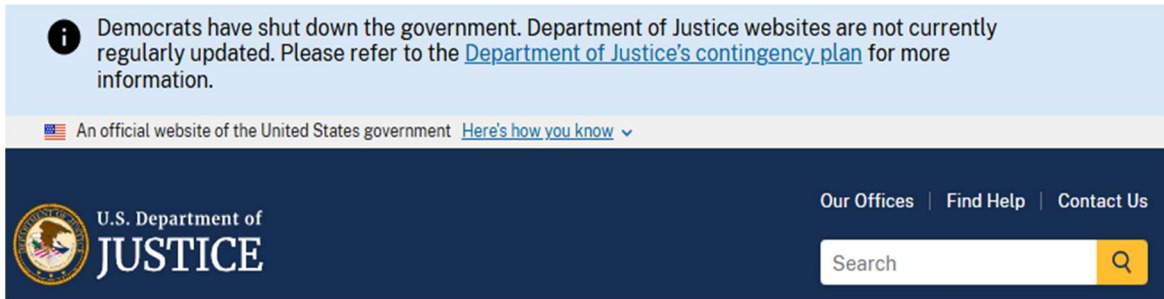 Democrats have shut down the government. Department of Justice websites are not currently
regularly updated. Please refer to the Department of Justice's contingency plan for more
information.
An official website of the United States government Here's how you know
Our Offices | Find Help | Contact Us
U.S. Department of
JUSTICE
Search